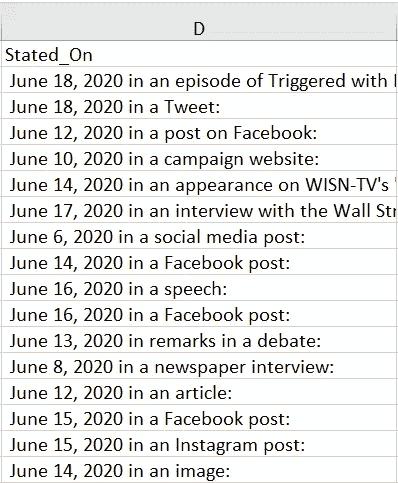 D
Stated_On
June 18, 2020 in an episode of Triggered with
June 18, 2020 in a Tweet:
June 12, 2020 in a post on Facebook:
June 10, 2020 in a campaign website:
June 14, 2020 in an appearance on WISN-TV's
June 17, 2020 in an interview with the Wall
June 6, 2020 in a social media post:
June 14, 2020 in a Facebook post:
June 16, 2020 in a speech:
June 16, 2020 in a Facebook post:
June 13, 2020 in remarks in a debate:
June 8, 2020 in a newspaper interview:
June 12, 2020 in an article:
June 15, 2020 in a Facebook post:
June 15, 2020 in an Instagram post:
June 14, 2020 in an image: